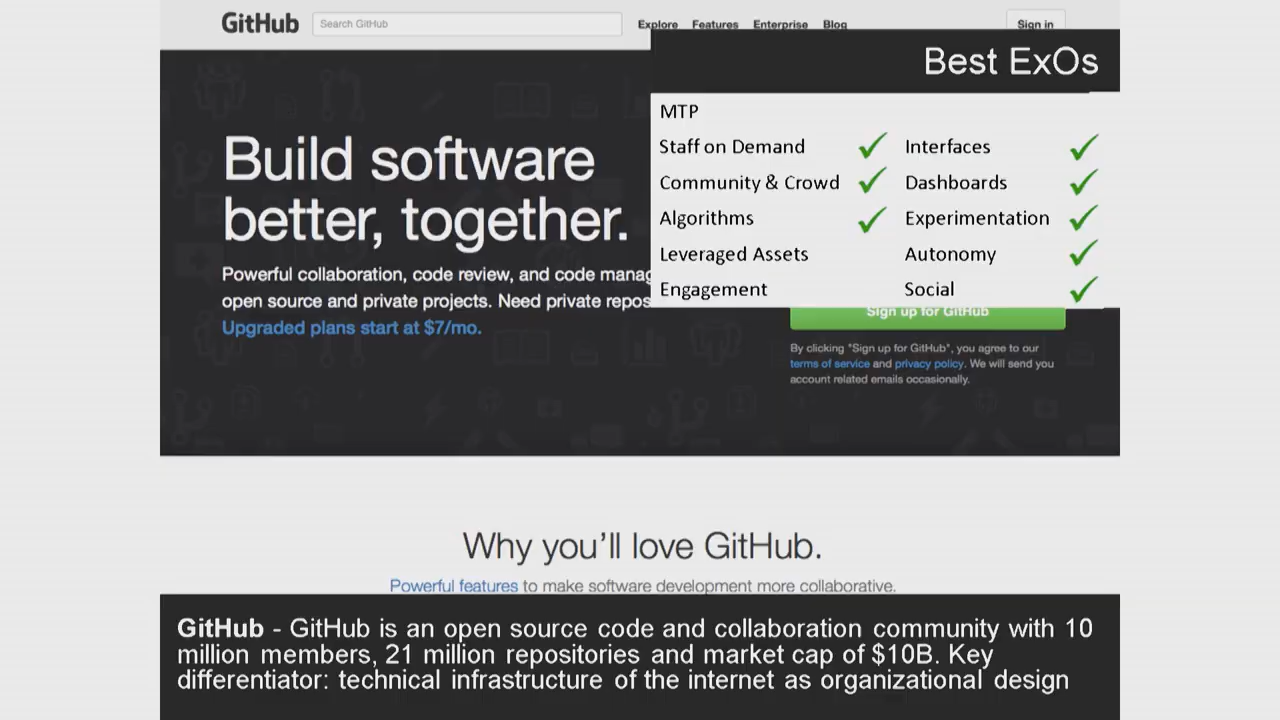 GitHub
Search GitHub
Explore Features Enterprise Blog
Sign in
Best ExOs
MTP
Staff on Demand Interfaces
Community & Crowd Dashboards
Algorithms Experimentation
Leveraged Assets Autonomy
Engagement Social
Build software
better, together.
Powerful collaboration, code review, and code manag
open source and private projects. Need private repos
Upgraded plans start at $7/mo.
Sign up for GitHub
By clicking "Sign up for GitHub", you agree to our
terms of service and privacy policy. We will send you
account related emails occasionally.
Why you'll love GitHub.
Powerful features to make software development more collaborative.
GitHub - GitHub is an open source code and collaboration community with 10
million members, 21 million repositories and market cap of $10B. Key
differentiator: technical infrastructure of the internet as organizational design